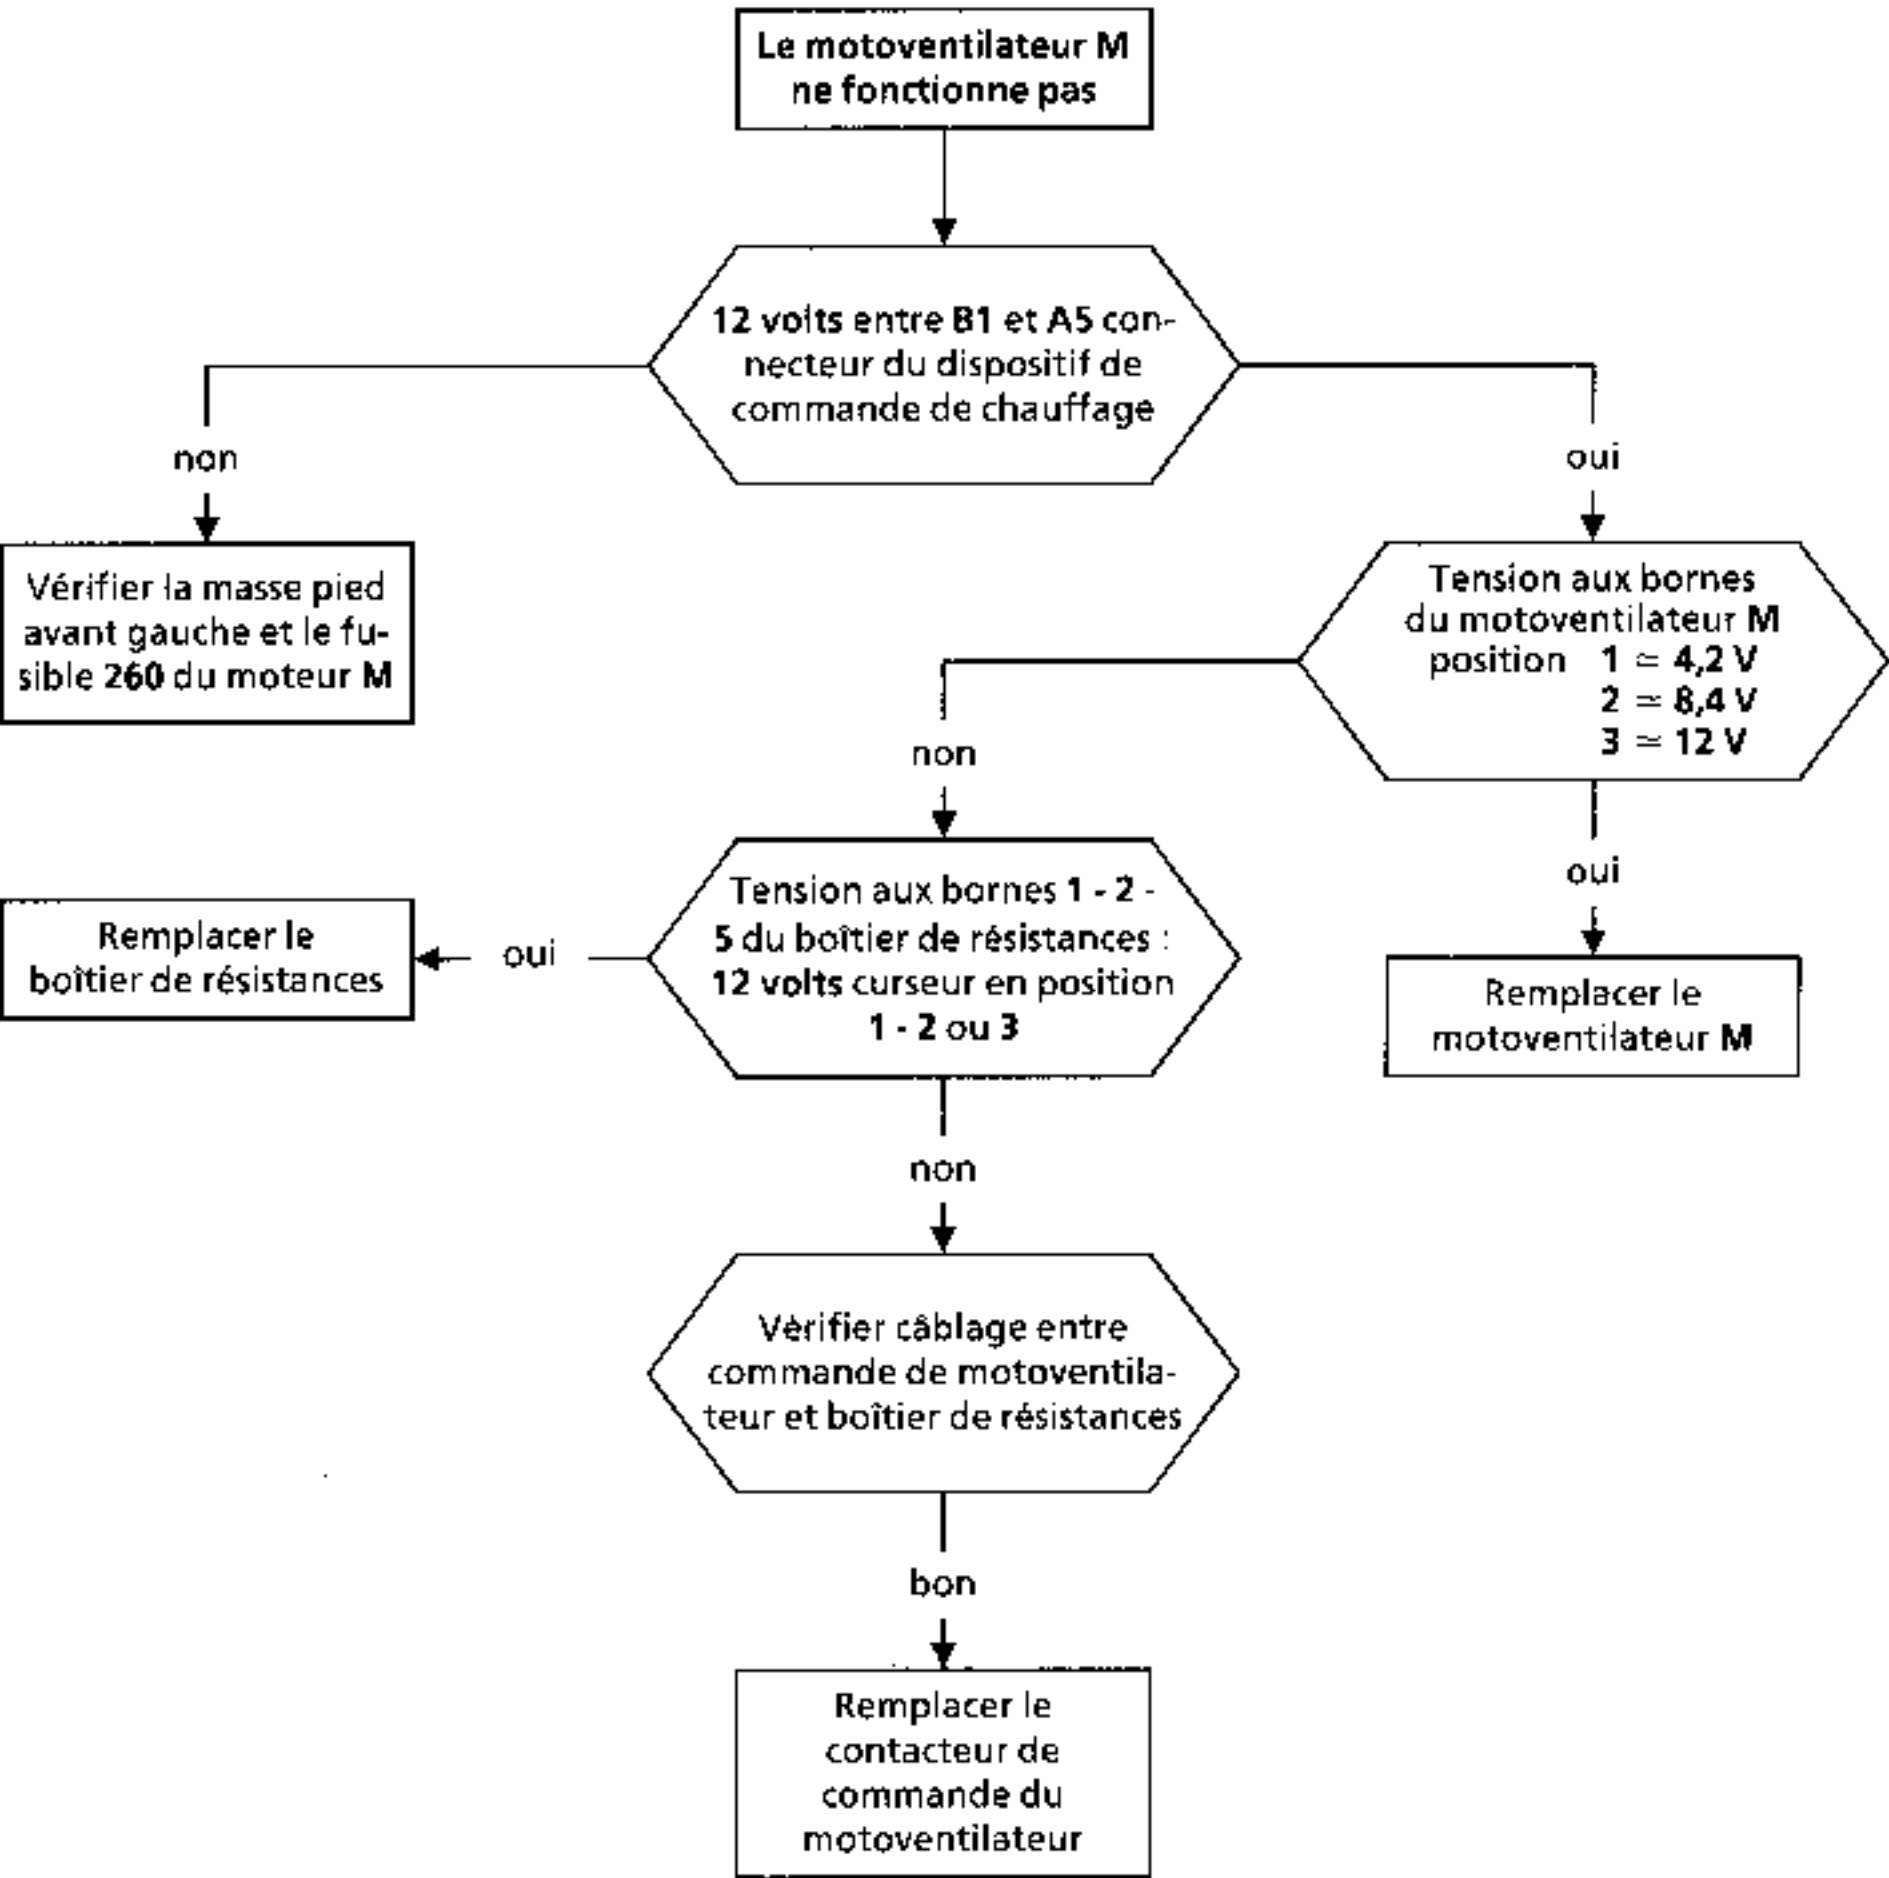 Le motoventilateur M
ne fonctionne pas
12 volts entre B1 et A5 con-
necteur du dispositif de
commande de chauffage
non
oui
Vérifier la masse pied
avant gauche et le fu-
sible 260 du moteur M
Tension aux bornes
du motoventilateur M
position 1 ≃ 4,2 V
2 ≃ 8,4 V
3 ≃ 12 V
non
oui
Tension aux bornes 1 - 2 -
5 du boîtier de résistances :
12 volts curseur en position
1 - 2 ou 3
oui
Remplacer le
boîtier de résistances
Remplacer le
motoventilateur M
non
Vérifier câblage entre
commande de motoventila-
teur et boîtier de résistances
bon
Remplacer le
contacteur de
commande du
motoventilateur